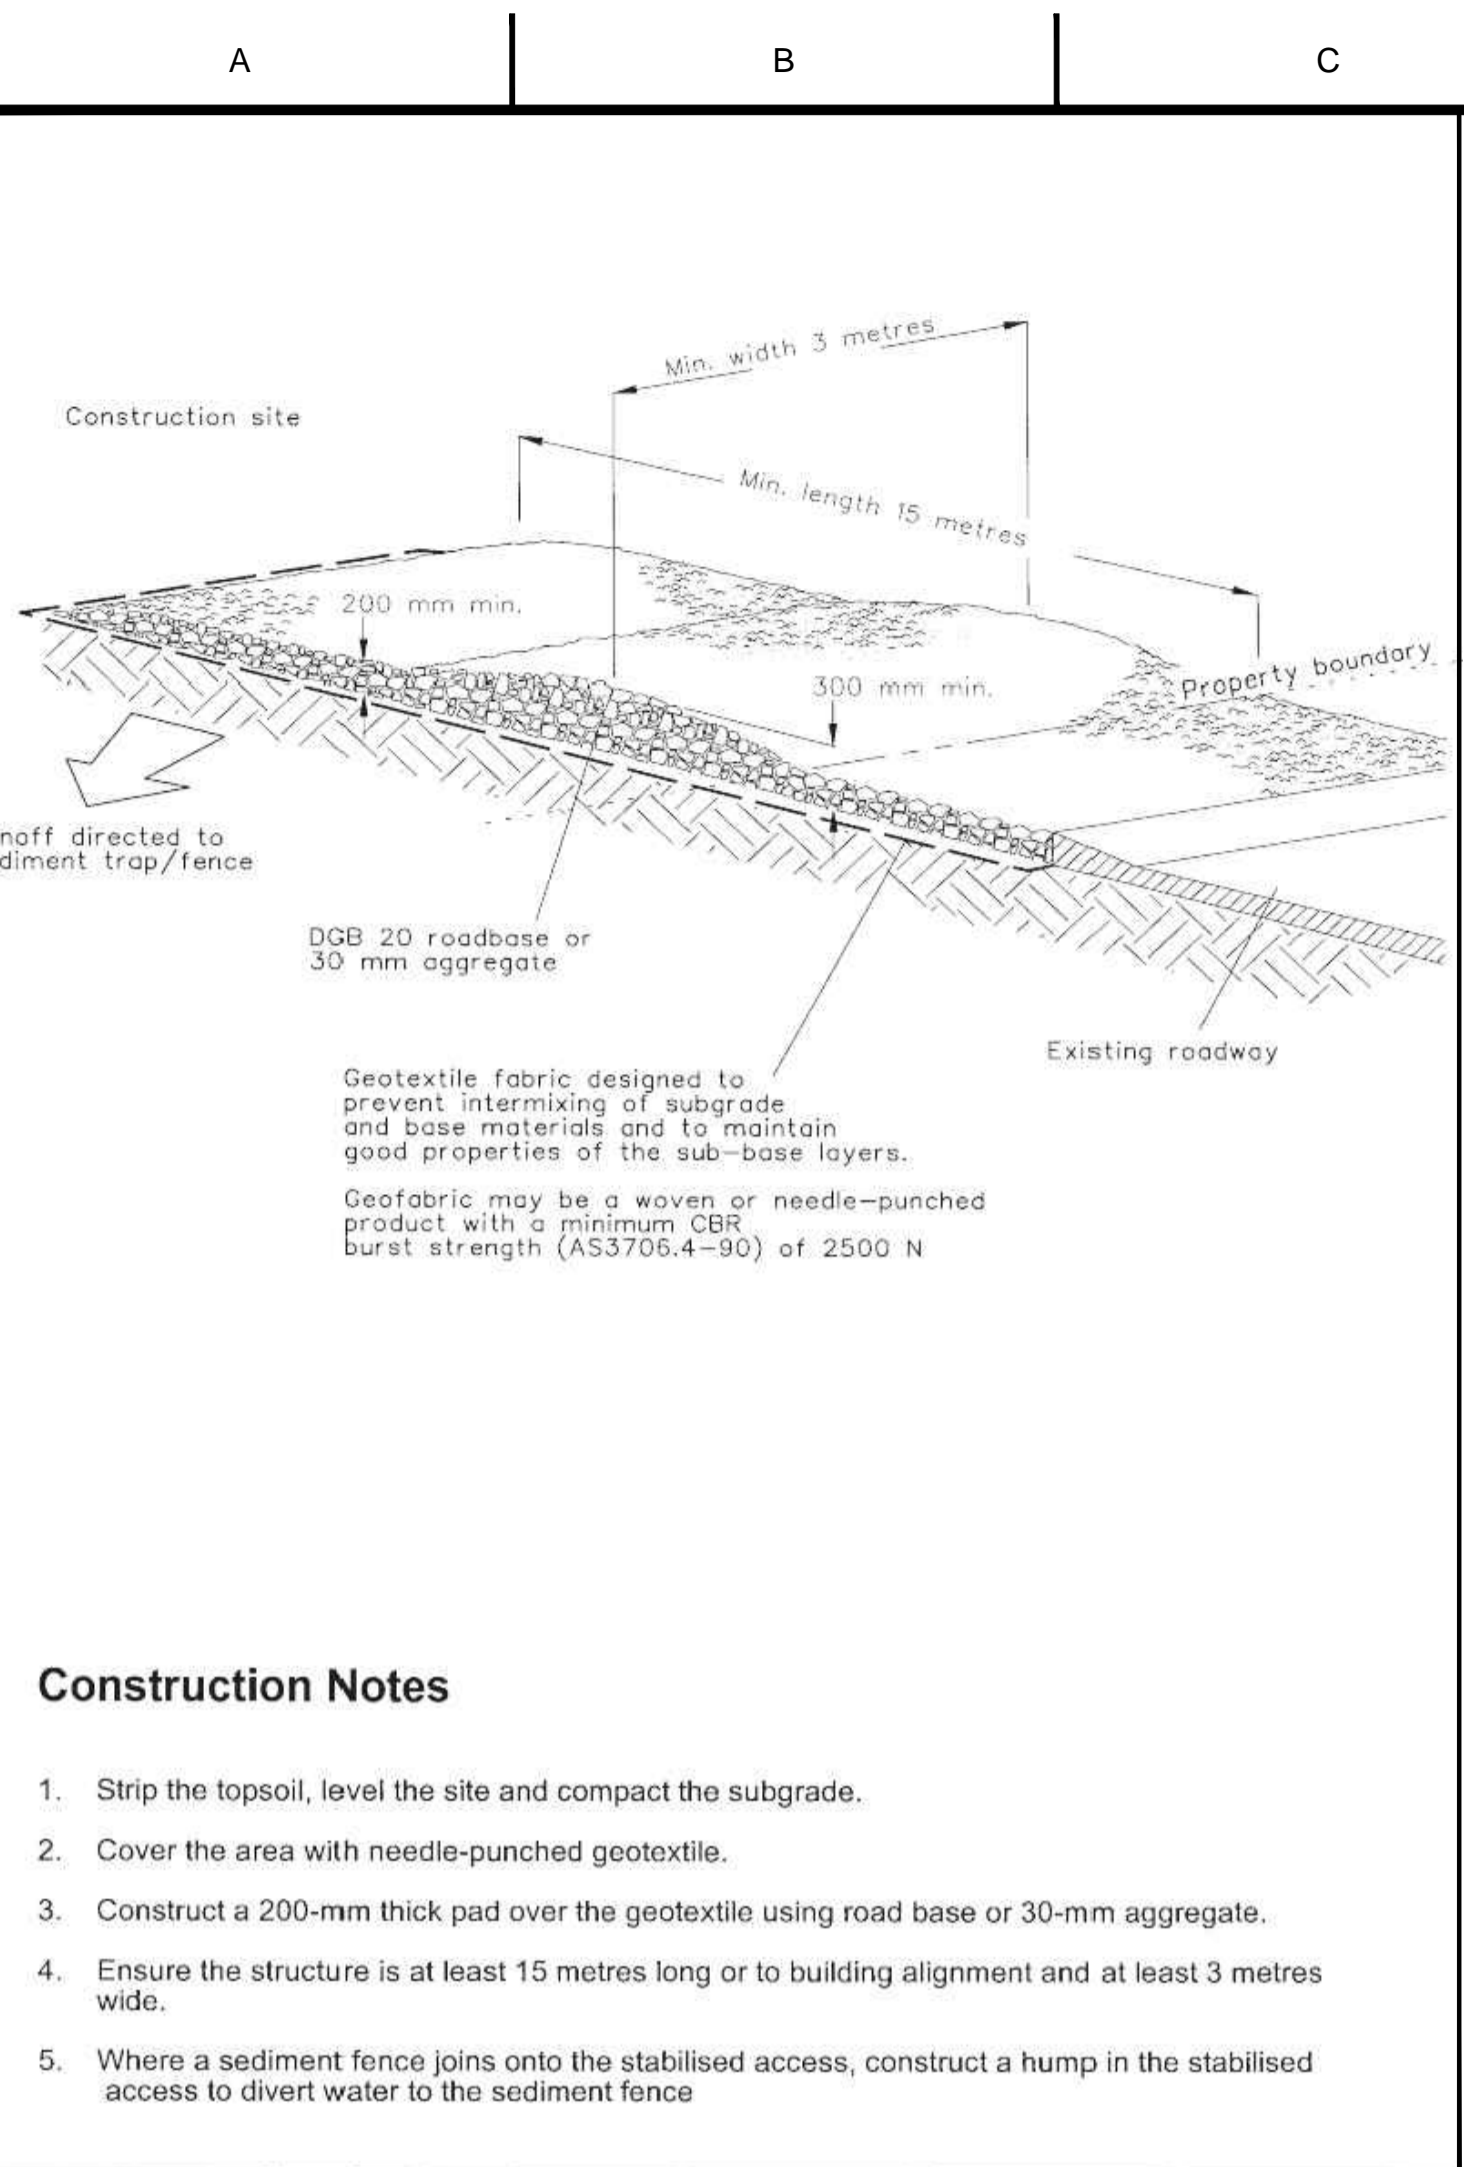 A
B
C
Min. width 3 metres
Construction site
Min. length 15 metres
200 mm min.
Property boundary
300 mm min.
noff directed to
diment trap/fence
DGB 20 roadbase or
30 mm aggregate
Existing roadway
Geotextile fabric designed to
prevent intermixing of subgrade
and base materials and to maintain
good properties of the sub-base layers.
Geofabric may be a woven or needle-punched
product with a minimum CBR
burst strength (AS3706.4-90) of 2500 N
Construction Notes
1. Strip the topsoil, level the site and compact the subgrade.
2. Cover the area with needle-punched geotextile.
3. Construct a 200-mm thick pad over the geotextile using road base or 30-mm aggregate.
4. Ensure the structure is at least 15 metres long or to building alignment and at least 3 metres
wide.
5. Where a sediment fence joins onto the stabilised access, construct a hump in the stabilised
access to divert water to the sediment fence